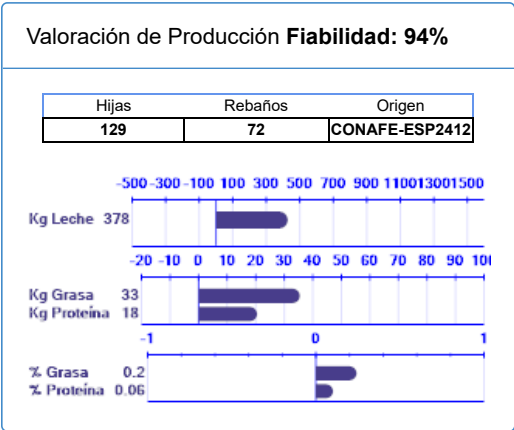 Valoración de Producción Fiabilidad: 94%
Hijas Rebaños Origen
129 72 CONAFE-ESP2412
-500 -300 -100 100 300 500 700 900 1100 1300 1500
Kg Leche 378
-20 -10 0 10 20 30 40 50 60 70 80 90 10
Kg Grasa 33
Kg Proteina 18
-1 0 1
% Grasa 0.2
% Proteína 0.06